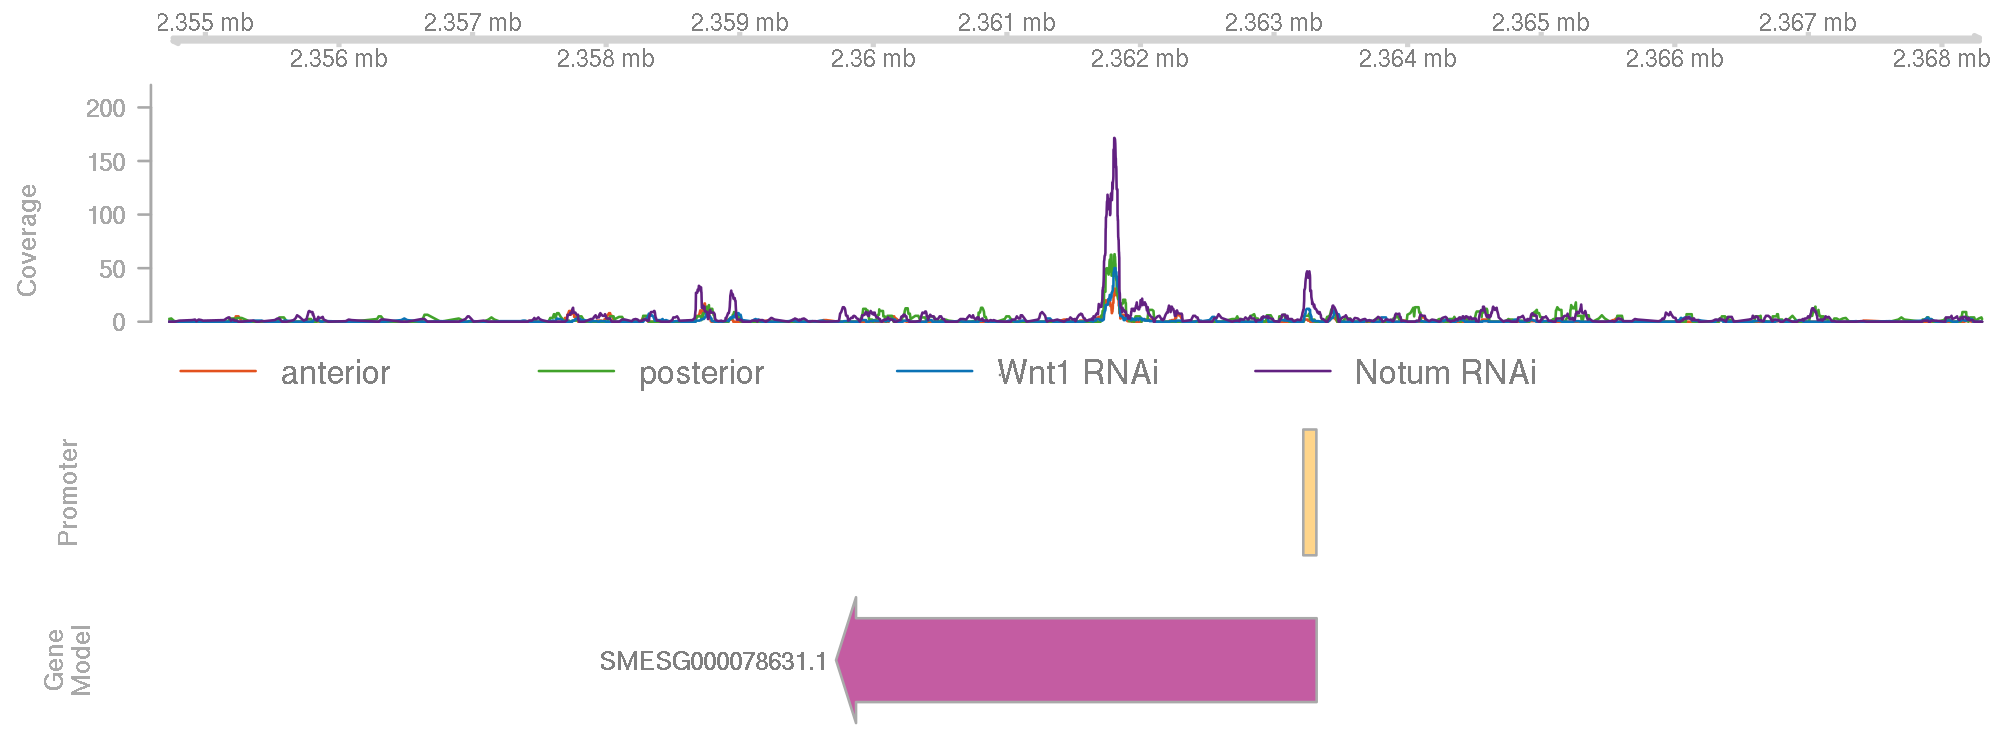 2.355 mb 2.357 mb 2.359 mb 2.361 mb 2.363 mb 2.365 mb 2.367 mb
2.356 mb 2.358 mb 2.36 mb 2.362 mb 2.364 mb 2.366 mb 2.368 mb
Coverage
200
150
100
50
0
anterior posterior Wnt1 RNAi Notum RNAi
Promoter
Gene
Model
SMESG000078631.1